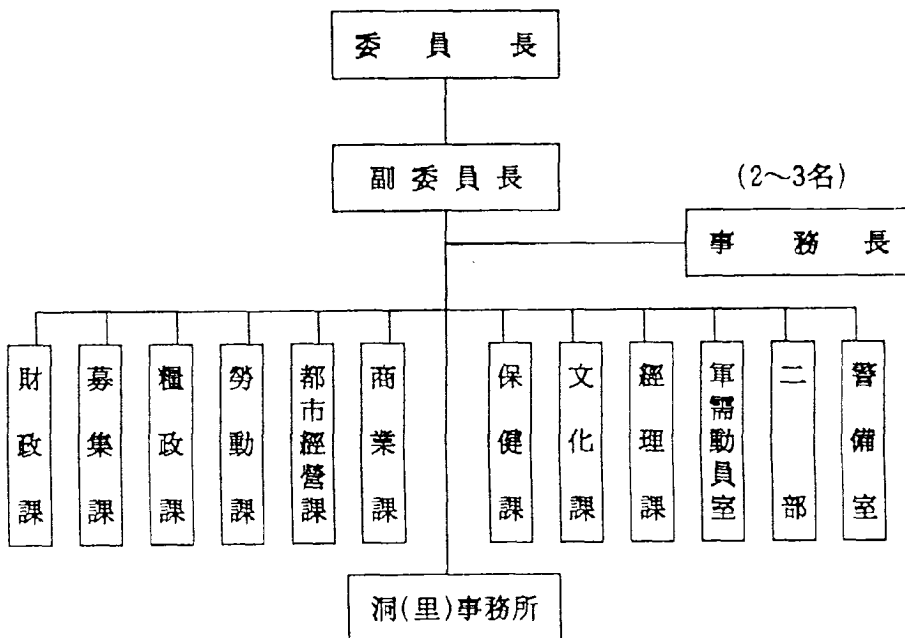 委員長
副委員長
(2～3名)
事務長
財政課
募集課
糧政課
勞動課
都市經營課
商業課
保健課
文化課
經理課
軍需動員室
二部
警備室
洞(里)事務所